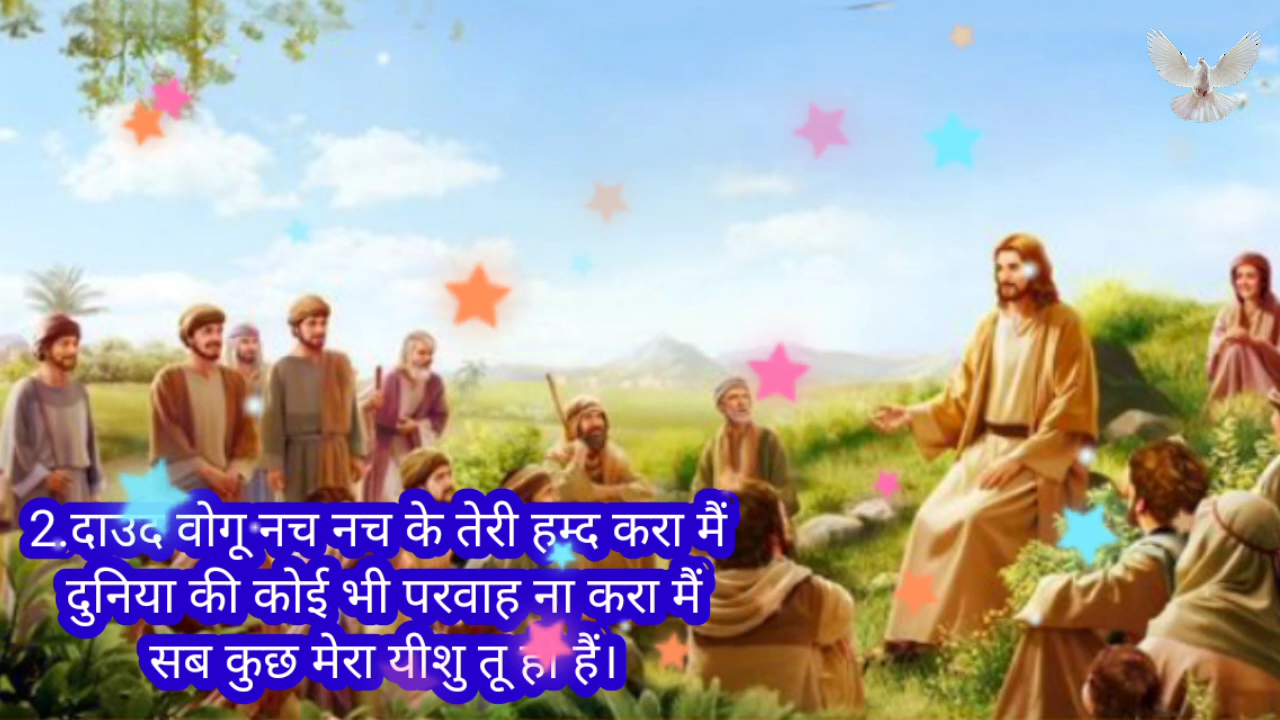 2.दाउद वोगू नच नच के तेरी हम्द करा मैं
दुनिया की कोई भी परवाह ना करा मैं
सब कुछ मेरा यीशु तू ही हैं।